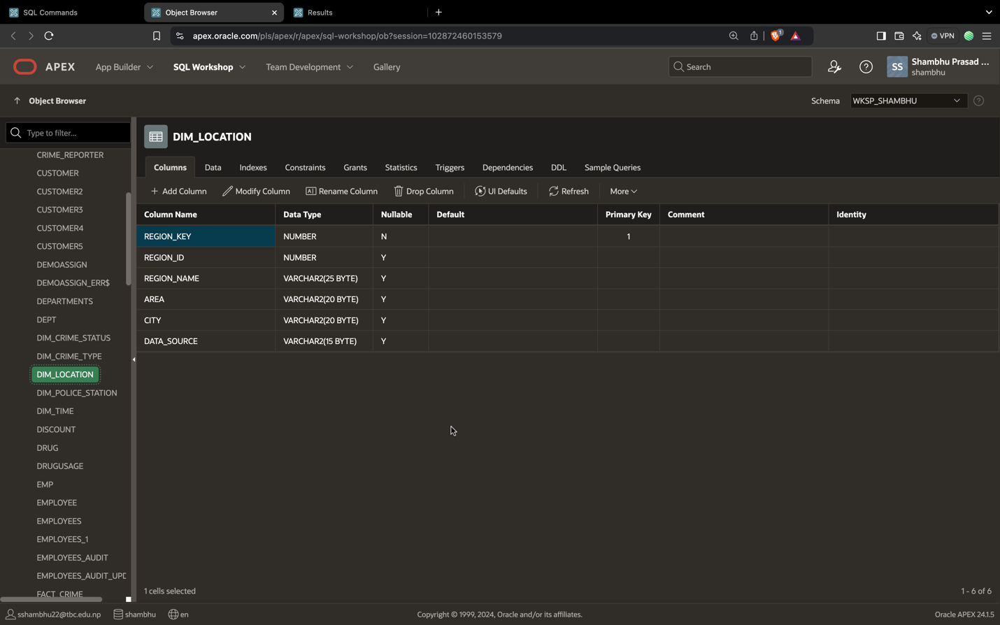 SQL Commands
Object Browser
Results
apex.oracle.com/pls/apex/r/apex/sql-workshop/ob?session=102872460153579
1
VPN
APEX
App Builder
SQL Workshop
Team Development
Gallery
Search
SS
Shambhu Prasad ...
shambhu
Object Browser
Schema
WKSP_SHAMBHU
Type to filter...
CRIME_REPORTER
CUSTOMER
CUSTOMER2
CUSTOMER3
CUSTOMER4
CUSTOMER5
DEMOASSIGN
DEMOASSIGN_ERR$
DEPARTMENTS
DEPT
DIM_CRIME_STATUS
DIM_CRIME_TYPE
DIM_LOCATION
DIM_POLICE_STATION
DIM_TIME
DISCOUNT
DRUG
DRUGUSAGE
EMP
EMPLOYEE
EMPLOYEES
EMPLOYEES_1
EMPLOYEES_AUDIT
EMPLOYEES_AUDIT_UPD
FACT_CRIME
DIM_LOCATION
Columns Data Indexes Constraints Grants Statistics Triggers Dependencies DDL Sample Queries
Add Column Modify Column Rename Column Drop Column UI Defaults Refresh More
Column Name Data Type Nullable Default Primary Key Comment Identity
REGION_KEY NUMBER N 1
REGION_ID NUMBER Y
REGION_NAME VARCHAR2(25 BYTE) Y
AREA VARCHAR2(20 BYTE) Y
CITY VARCHAR2(20 BYTE) Y
DATA_SOURCE VARCHAR2(15 BYTE) Y
1 cells selected
1 - 6 of 6
sshambhu22@tbc.edu.np shambhu en
Copyright © 1999, 2024, Oracle and/or its affiliates.
Oracle APEX 24.1.5